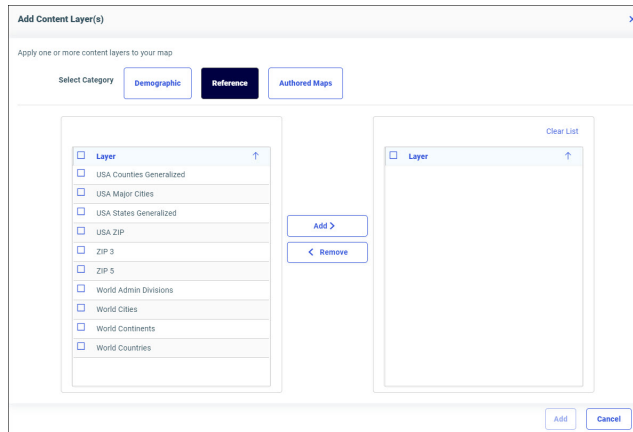 Add Content Layer(s)
Apply one or more content layers to your map
Select Category
Demographic
Reference
Authored Maps
Layer
USA Counties Generalized
USA Major Cities
USA States Generalized
USA ZIP
ZIP 3
ZIP 5
World Admin Divisions
World Cities
World Continents
World Countries
Add >
< Remove
Clear List
Layer
Add
Cancel